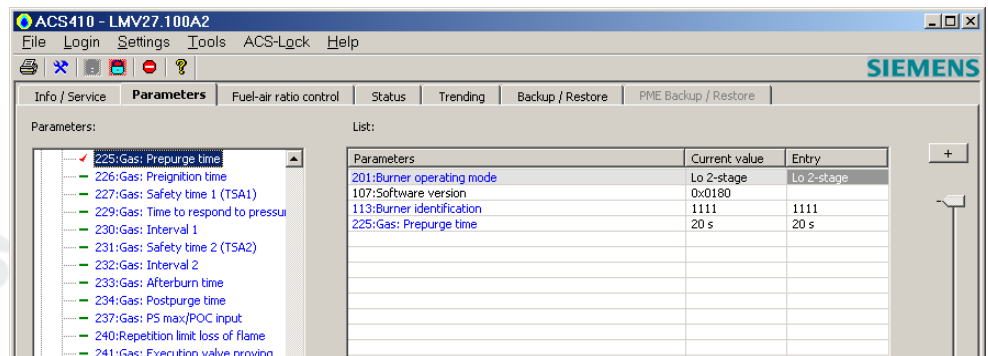 ACS410 - LMV27.100A2
File Login Settings Tools ACS-Lock Help
SIEMENS
Info / Service Parameters Fuel-air ratio control Status Trending Backup / Restore PME Backup / Restore
Parameters: List:
225:Gas: Prepurge time
226:Gas: Preignition time
227:Gas: Safety time 1 (TSA1)
229:Gas: Time to respond to pressu
230:Gas: Interval 1
231:Gas: Safety time 2 (TSA2)
232:Gas: Interval 2
233:Gas: Afterburn time
234:Gas: Postpurge time
237:Gas: PS max/POC input
240:Repetition limit loss of flame
241:Gas: Execution valve proving
Parameters Current value Entry
201:Burner operating mode Lo 2-stage Lo 2-stage
107:Software version 0x0180
113:Burner identification 1111 1111
225:Gas: Prepurge time 20 s 20 s
+
-